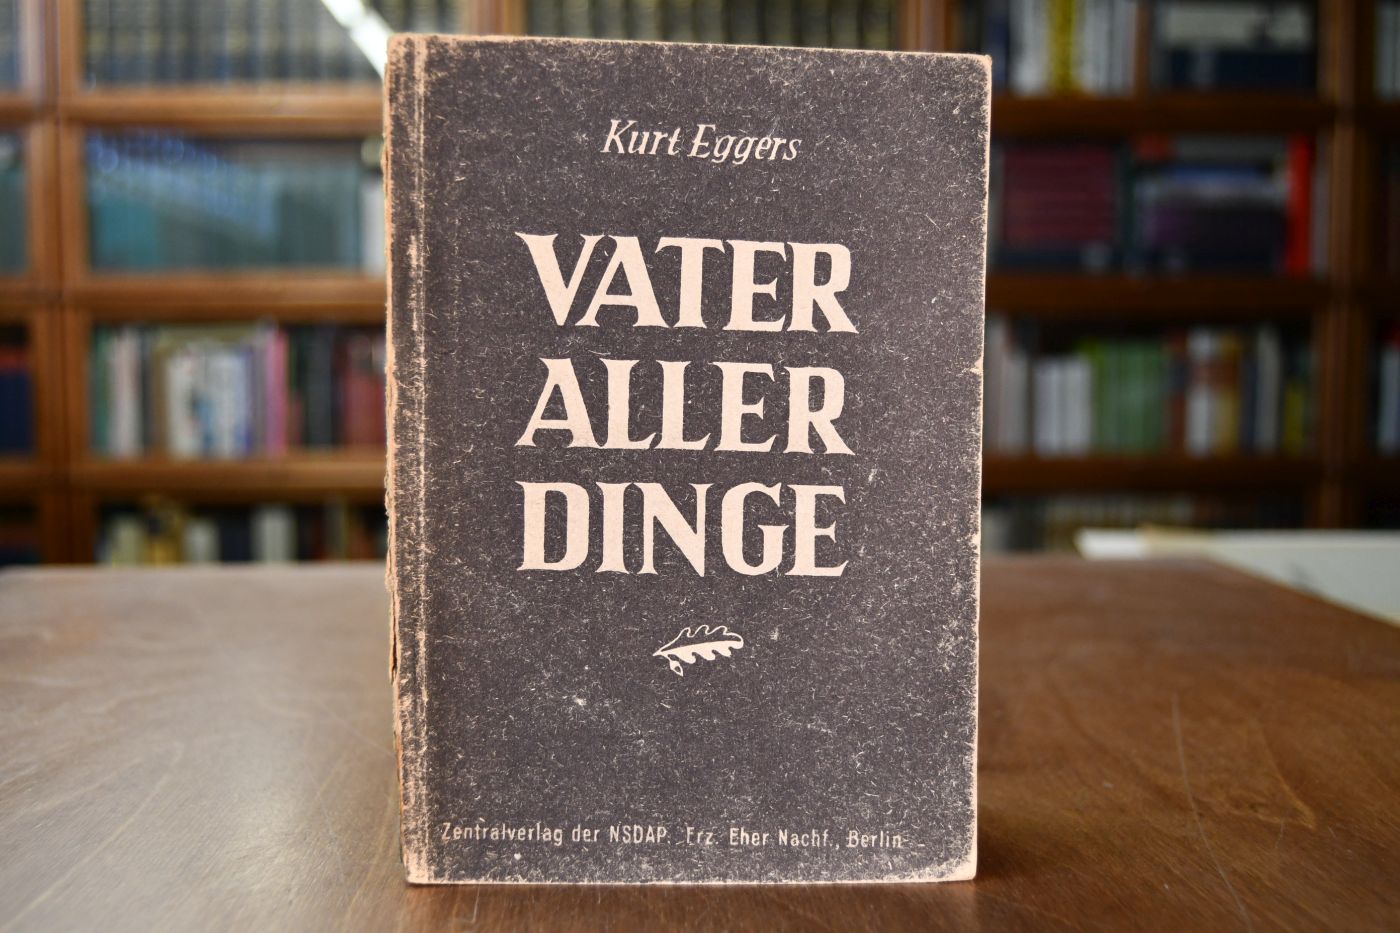 Kurt Eggers
VATER
ALLER
DINGE
Zentralverlag der NSDAP. Frz. Eher Nachf., Berlin